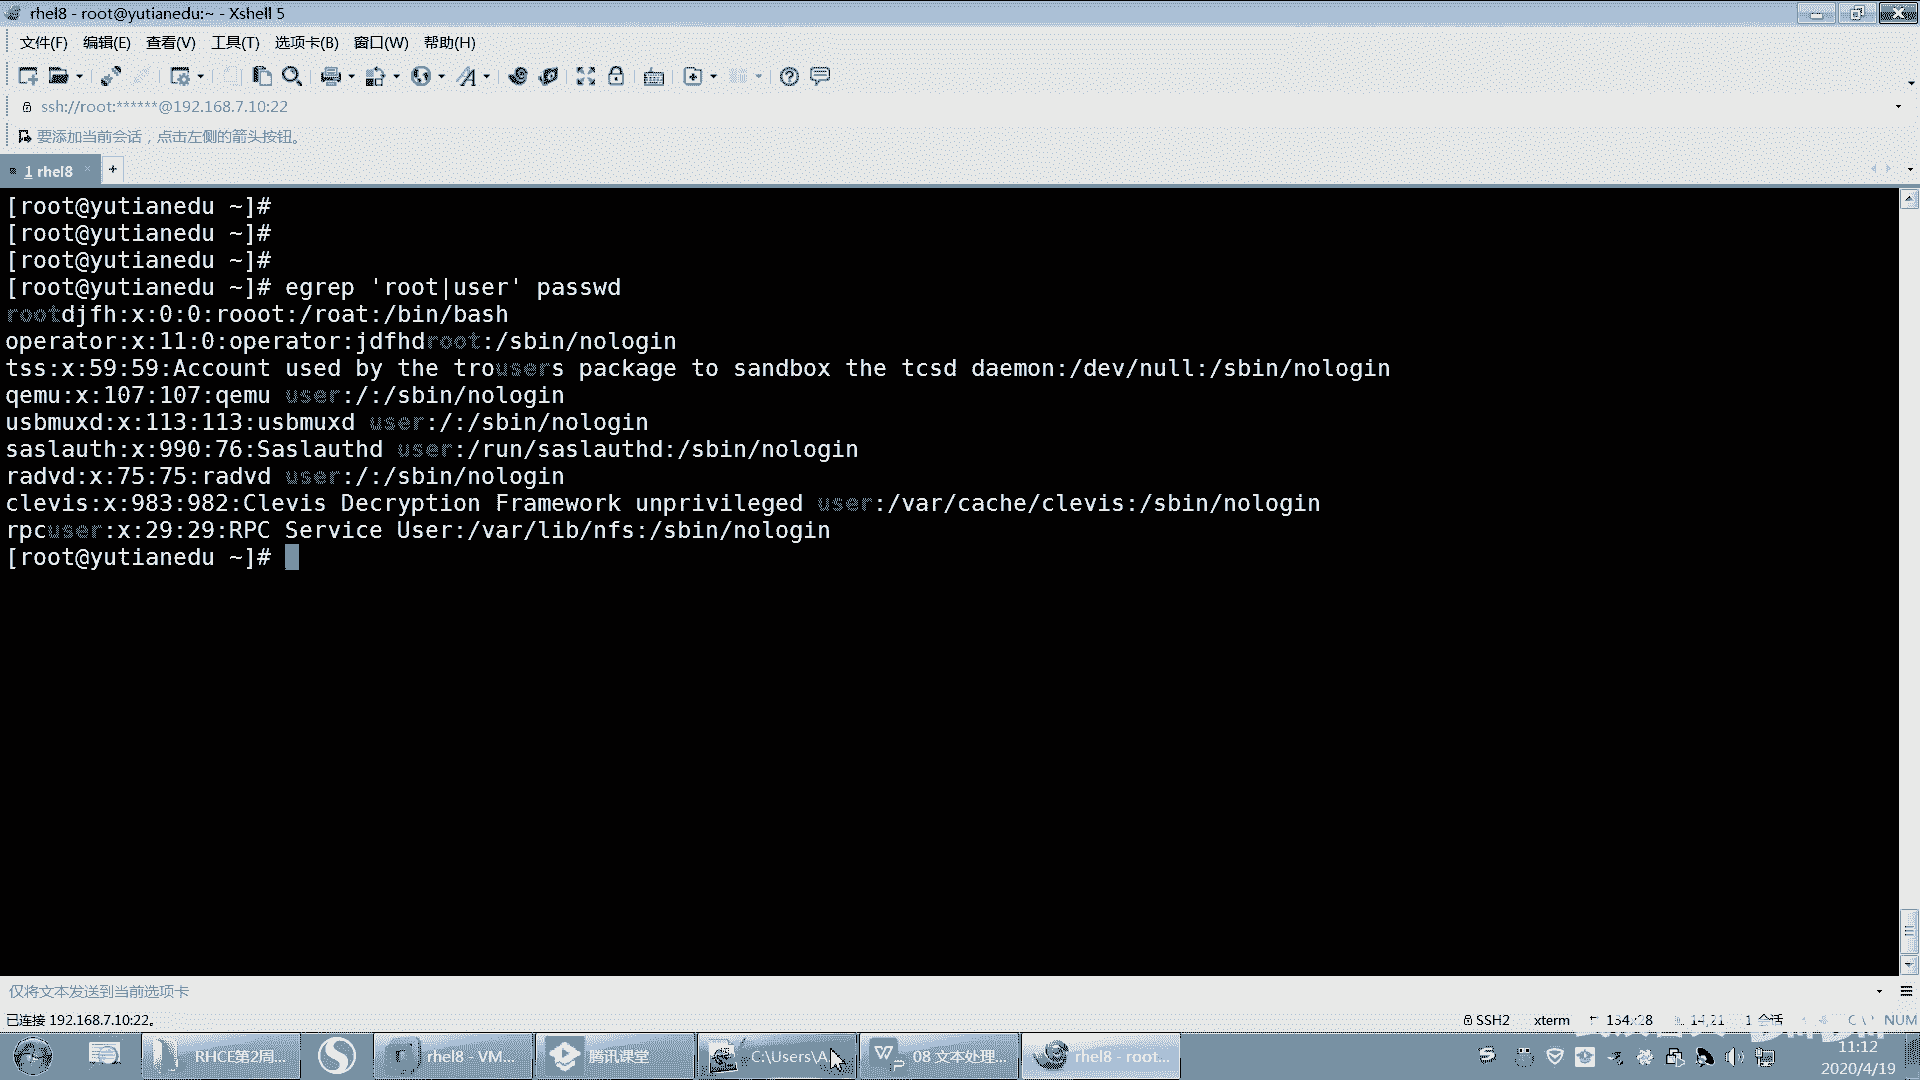 rhel8 - root@yutianedu:~ - Xshell 5
文件(F) 编辑(E) 查看(V) 工具(T) 选项卡(B) 窗口(W) 帮助(H)
ssh://root:******@192.168.7.10:22
要添加当前会话，点击左侧的箭头按钮。
1 rhel8
[root@yutianedu ~]#
[root@yutianedu ~]#
[root@yutianedu ~]#
[root@yutianedu ~]# egrep 'root|user' passwd
rootdjfh:x:0:0:rooot:/roat:/bin/bash
operator:x:11:0:operator:jdfhdroot:/sbin/nologin
tss:x:59:59:Account used by the trousers package to sandbox the tcsd daemon:/dev/null:/sbin/nologin
qemu:x:107:107:qemu user:/:/sbin/nologin
usbmuxd:x:113:113:usbmuxd user:/:/sbin/nologin
saslauth:x:990:76:Saslauthd user:/run/saslauthd:/sbin/nologin
radvd:x:75:75:radvd user:/:/sbin/nologin
clevis:x:983:982:Clevis Decryption Framework unprivileged user:/var/cache/clevis:/sbin/nologin
rpcuser:x:29:29:RPC Service User:/var/lib/nfs:/sbin/nologin
[root@yutianedu ~]#
仅将文本发送到当前选项卡
已连接 192.168.7.10:22。 SSH2 xterm 154x28 14,21 1 会话 NUM
RHCE第2周... rhel8 - VM... 腾讯课堂 C:\Users\A 08 文本处理... rhel8 - root...
11:12
2020/4/19